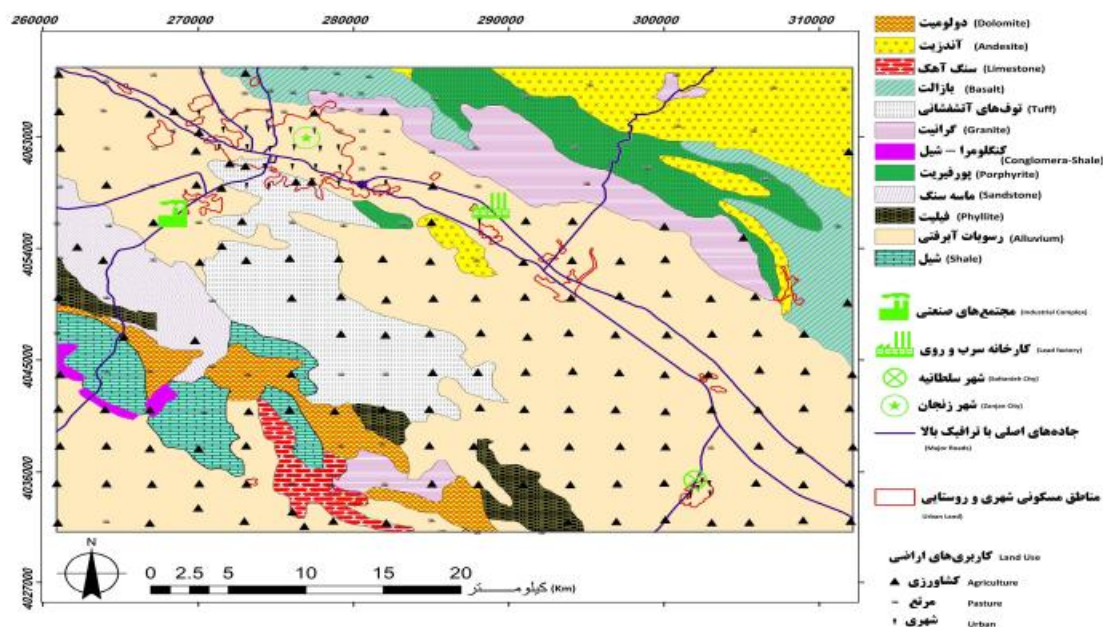 260000 270000 280000 290000 300000 310000
4063000
4054000
4045000
4036000
4027000
N
0 2.5 5 10 15 20
کیلومتر (Km)
دولومیت (Dolomite)
آندزیت (Andesite)
سنگ آهک (Limestone)
بازالت (Basalt)
توف‌های آتشفشانی (Tuff)
گرانیت (Granite)
کنگلومرا – شیل (Conglomera-Shale)
پورفیریت (Porphyrite)
ماسه سنگ (Sandstone)
فیلیت (Phyllite)
رسوبات آبرفتی (Alluvium)
شیل (Shale)
مجتمع‌های صنعتی (Industrial Complex)
کارخانه سرب و روی (Lead factory)
شهر سلطانیه (Soltanieh City)
شهر زنجان (Zanjan City)
جاده‌های اصلی با ترافیک بالا
(Major Roads)
مناطق مسکونی شهری و روستایی
(Urban Land)
کاربری‌های اراضی Land Use
کشاورزی Agriculture
مرتع Pasture
شهری Urban